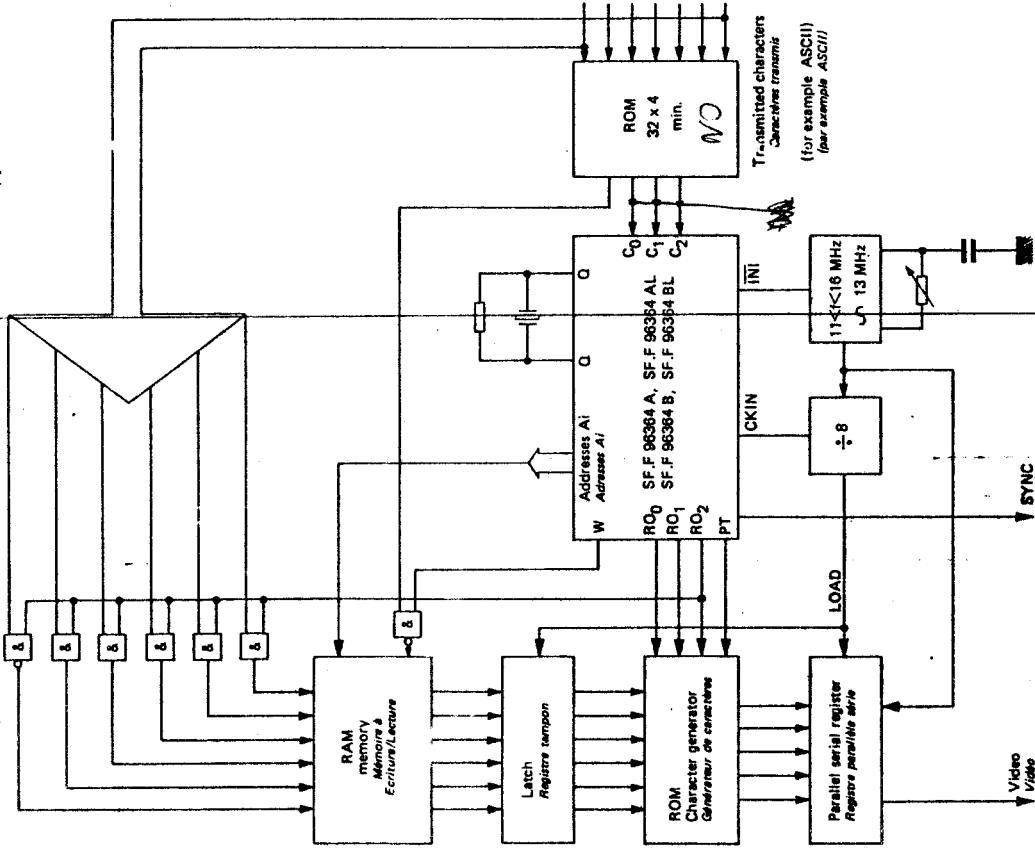 Transmitted characters
Caractères transmis
(for example ASCII)
(par example ASCII)
ROM
32 x 4
min.
CN
C0
C1
C2
Q
Q
INI
11<f<16 MHz
13 MHz
Addresses Ai
Adresses Ai
SF.F 96364 A, SF.F 96364 AL
SF.F 96364 B, SF.F 96364 BL
CKIN
÷8
W
RO0
RO1
RO2
PT
SYNC
LOAD
&
&
&
&
&
&
&
RAM
memory
Mémoire à
Ecriture/Lecture
Latch
Registre tampon
ROM
Character generator
Générateur de caractères
Parallel serial register
Registre parallèle série
Video
Vidéo